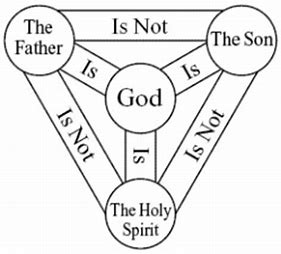 The
Father
Is Not
The Son
Is
Is
God
Is Not
Is
Is Not
The Holy
Spirit